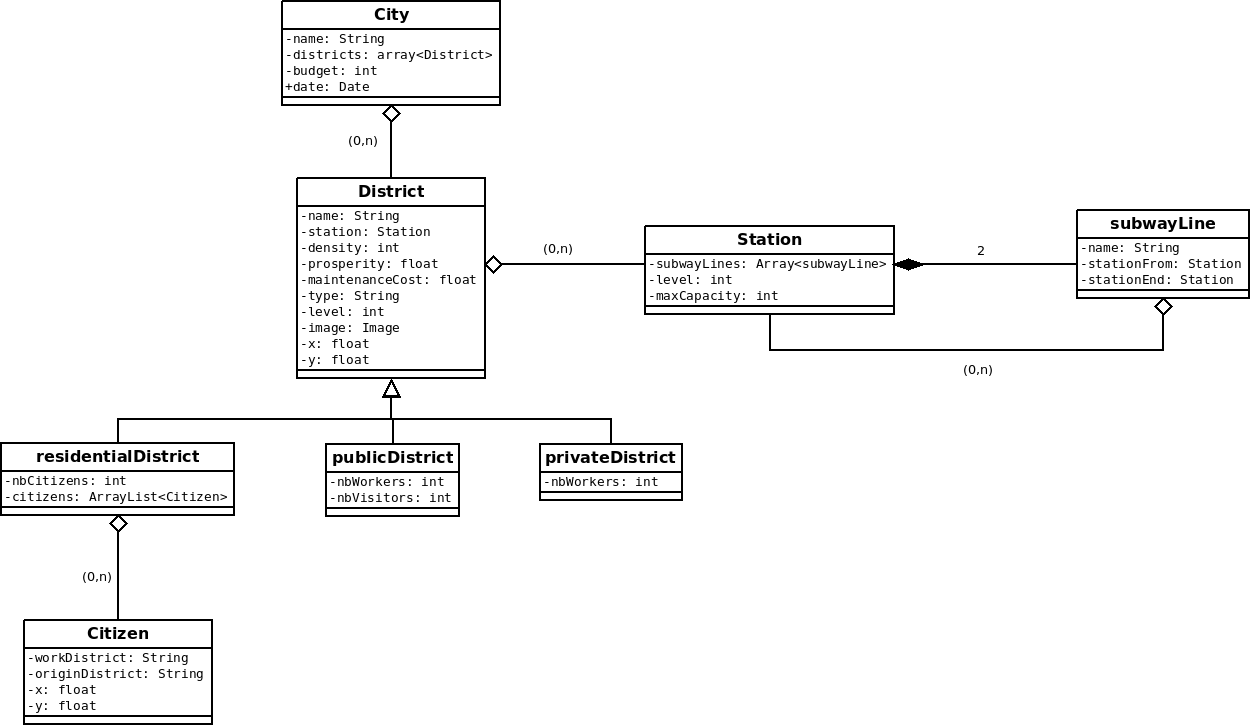 City
-name: String
-districts: array<District>
-budget: int
+date: Date
(0,n)
District
-name: String
-station: Station
-density: int
-prosperity: float
-maintenanceCost: float
-type: String
-level: int
-image: Image
-x: float
-y: float
(0,n)
Station
-subwayLines: Array<subwayLine>
-level: int
-maxCapacity: int
2
subwayLine
-name: String
-stationFrom: Station
-stationEnd: Station
(0,n)
residentialDistrict
-nbCitizens: int
-citizens: ArrayList<Citizen>
publicDistrict
-nbWorkers: int
-nbVisitors: int
privateDistrict
-nbWorkers: int
(0,n)
Citizen
-workDistrict: String
-originDistrict: String
-x: float
-y: float